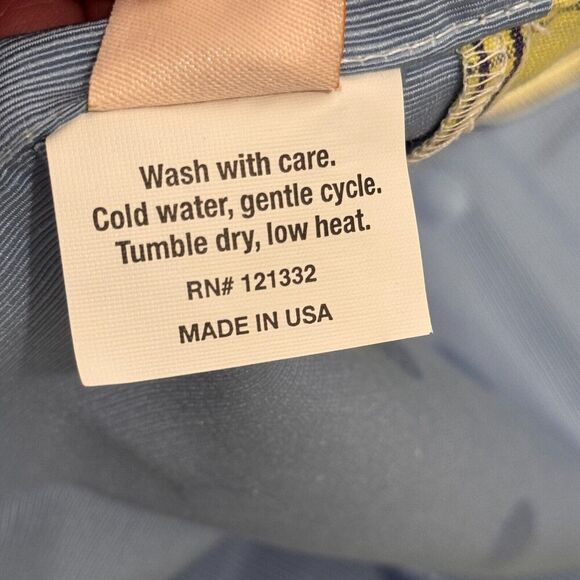 Wash with care.
Cold water, gentle cycle.
Tumble dry, low heat.
RN# 121332
MADE IN USA